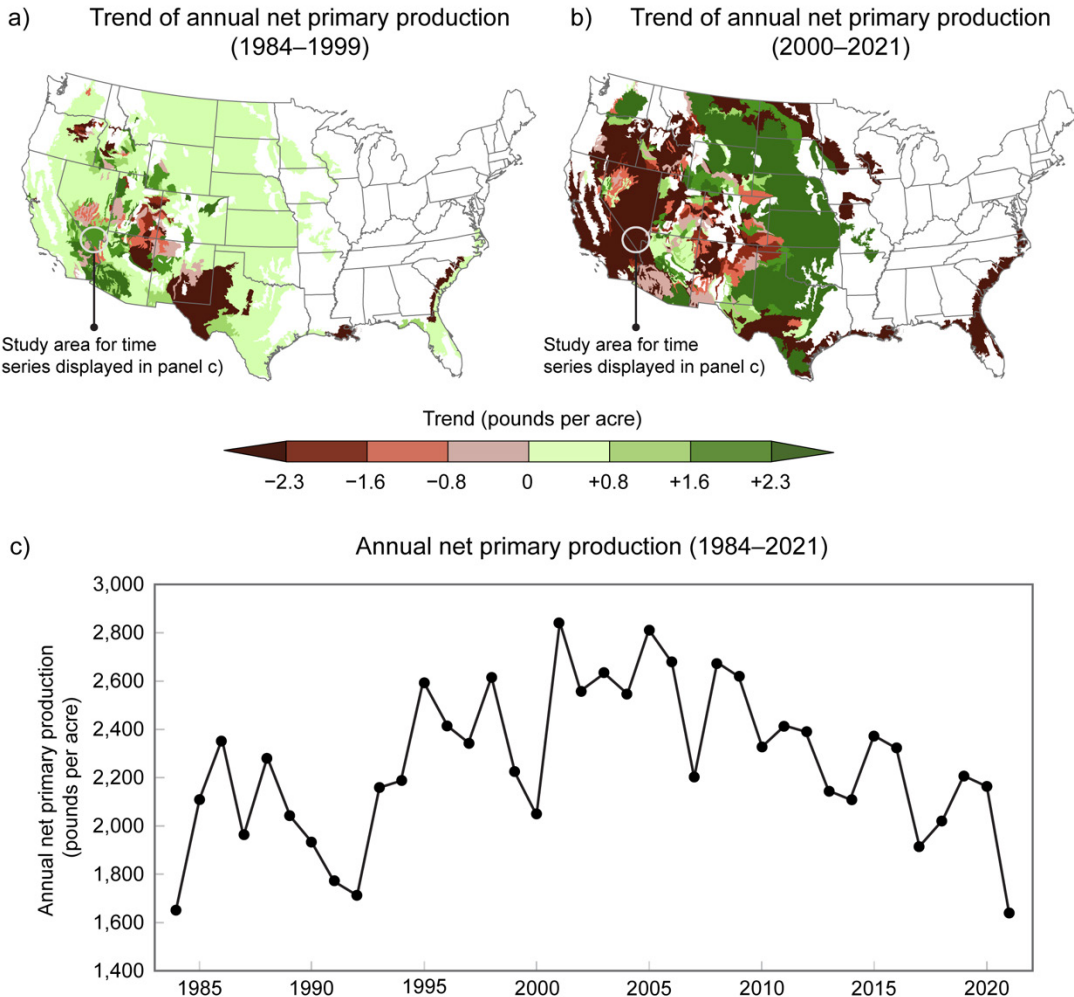 a)
Trend of annual net primary production
(1984–1999)
b)
Trend of annual net primary production
(2000–2021)
Study area for time
series displayed in panel c)
Study area for time
series displayed in panel c)
Trend (pounds per acre)
−2.3 −1.6 −0.8 0 +0.8 +1.6 +2.3
c)
Annual net primary production (1984–2021)
Annual net primary production
(pounds per acre)
3,000
2,800
2,600
2,400
2,200
2,000
1,800
1,600
1,400
1985 1990 1995 2000 2005 2010 2015 2020